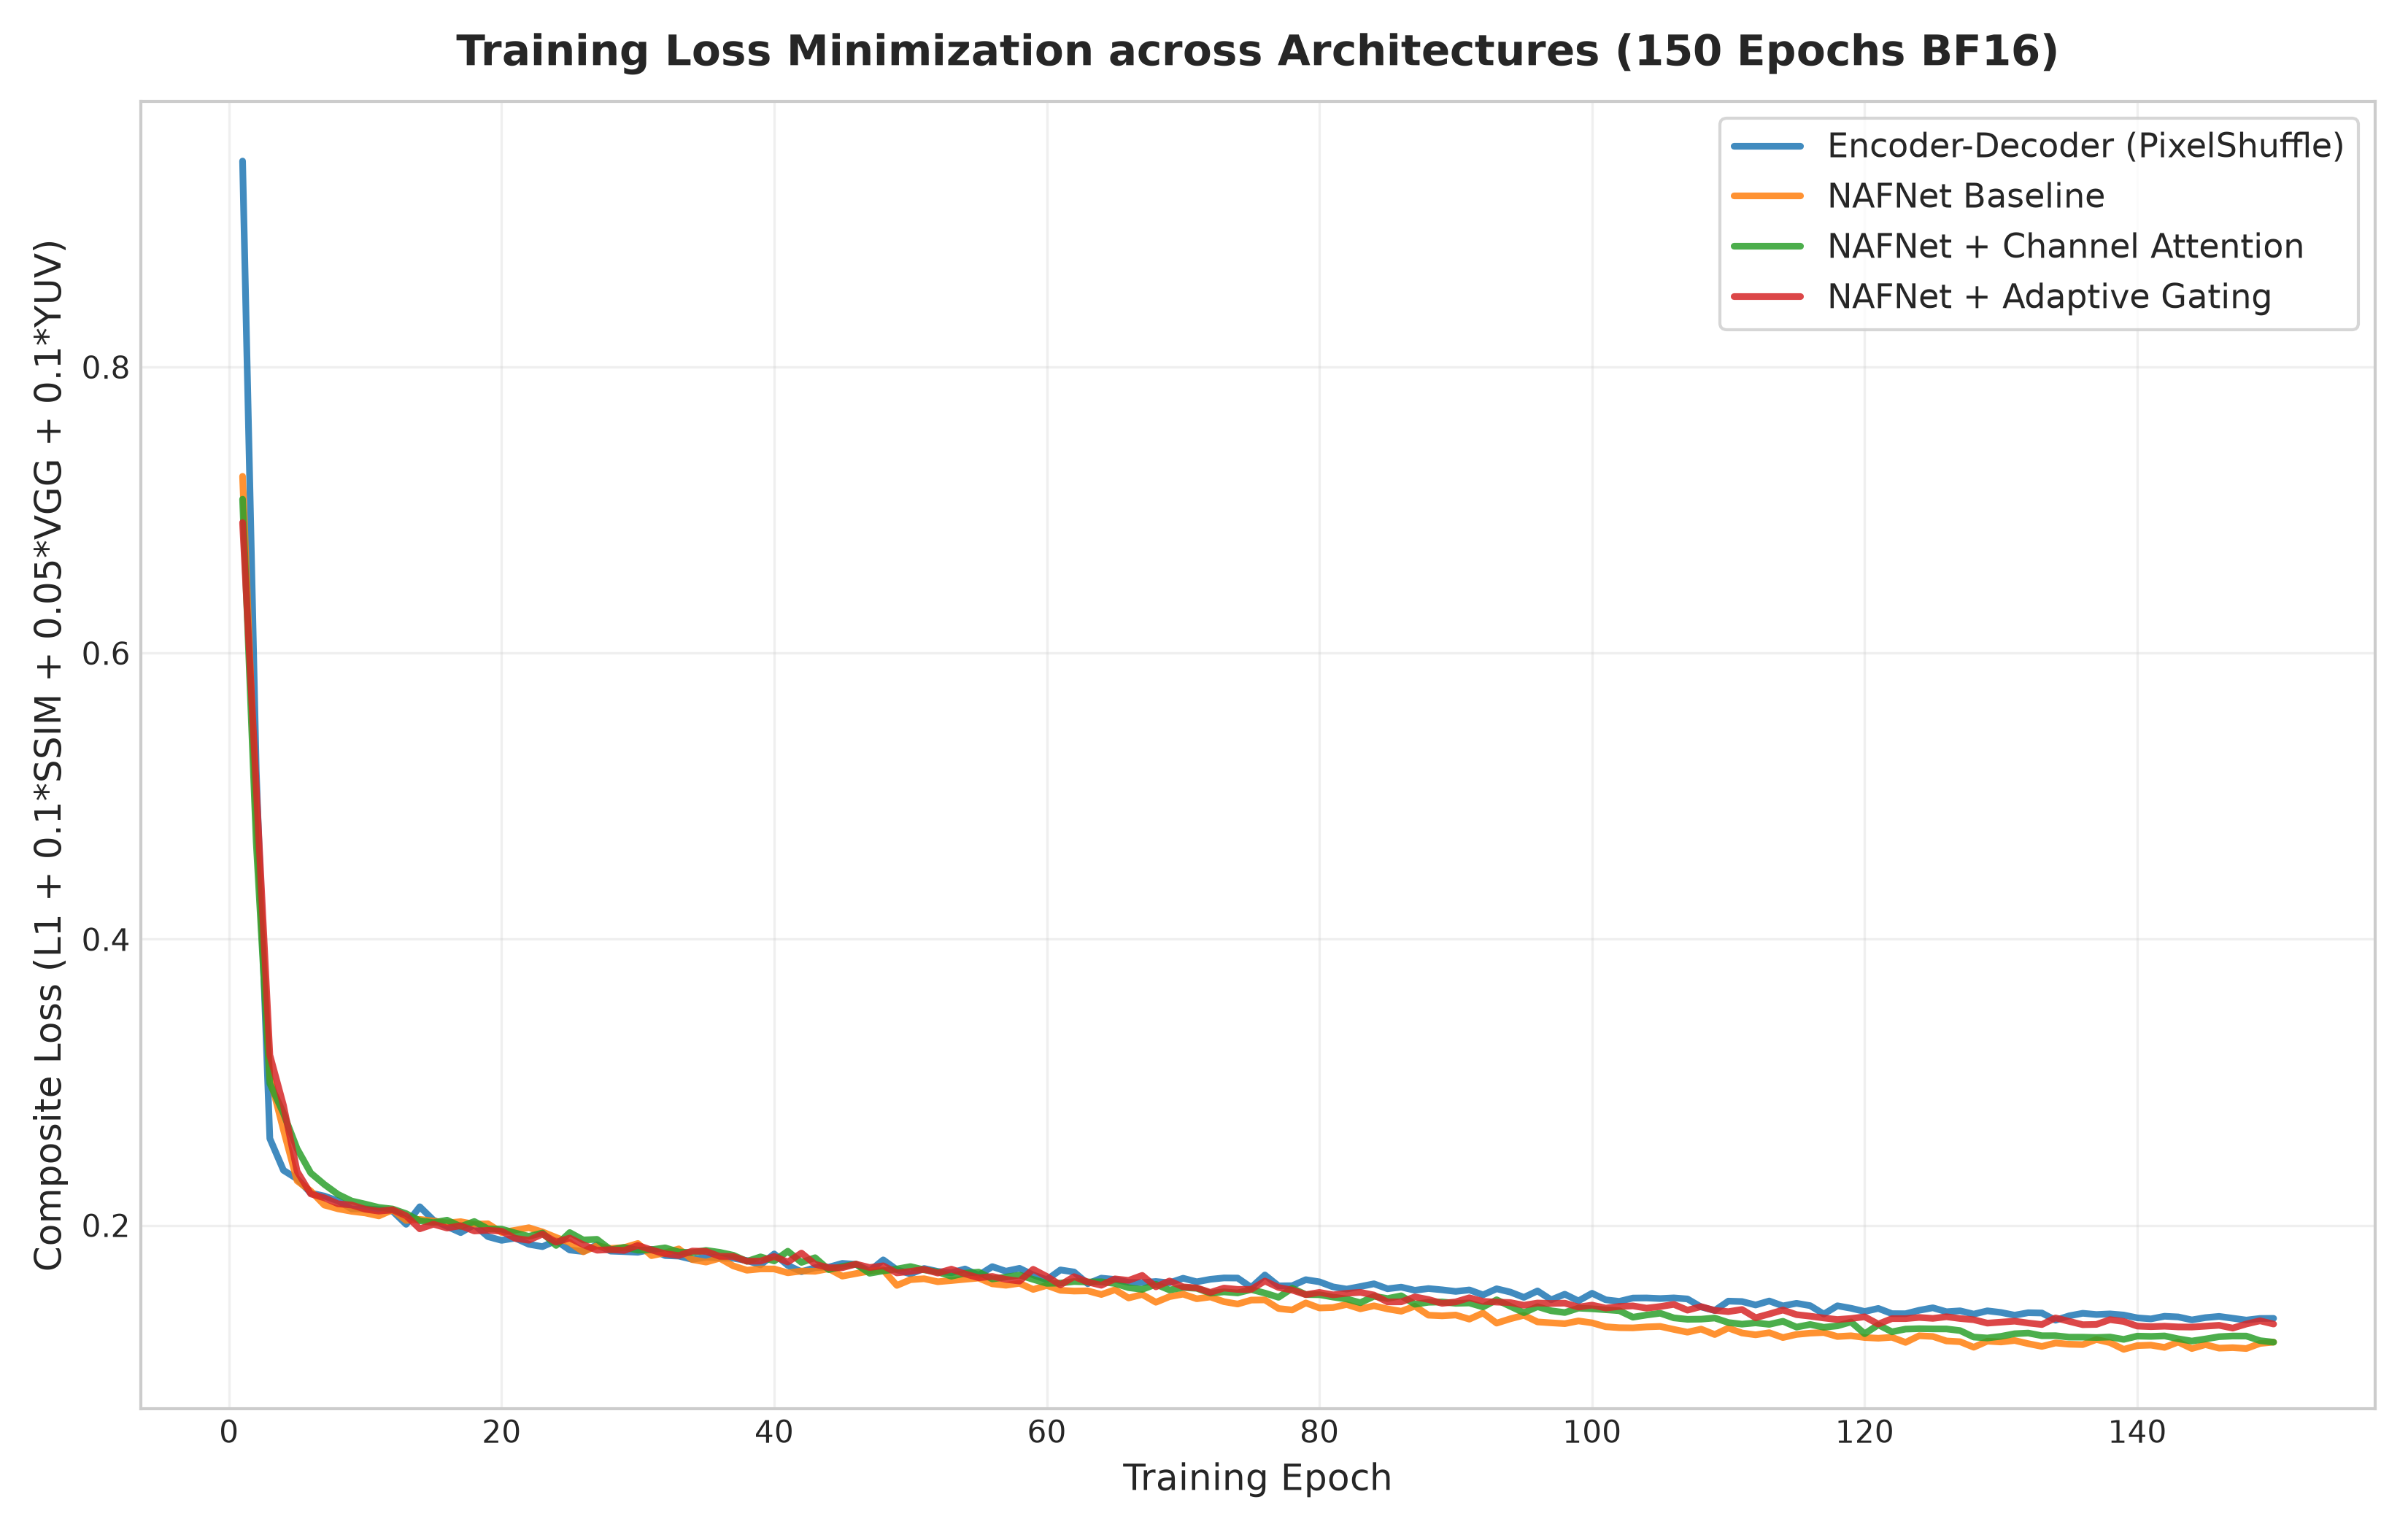 Training Loss Minimization across Architectures (150 Epochs BF16)
Composite Loss (L1 + 0.1*SSIM + 0.05*VGG + 0.1*YUV)
Encoder-Decoder (PixelShuffle)
NAFNet Baseline
NAFNet + Channel Attention
NAFNet + Adaptive Gating
0.8
0.6
0.4
0.2
0 20 40 60 80 100 120 140
Training Epoch